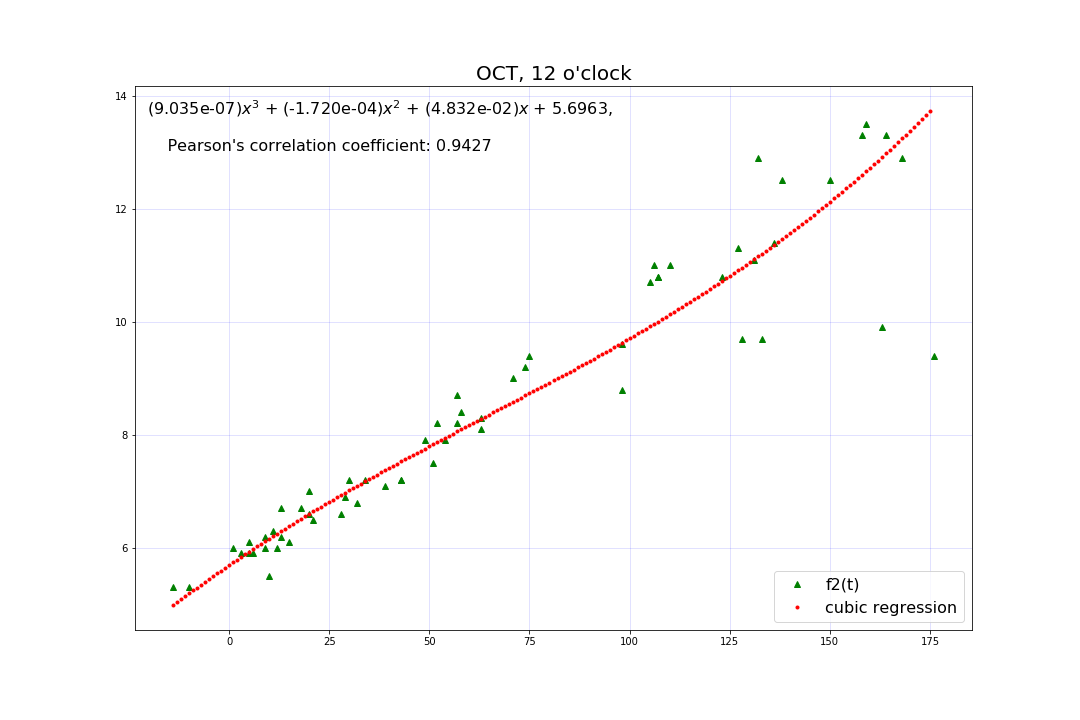 OCT, 12 o'clock
(9.035e-07)x³ + (-1.720e-04)x² + (4.832e-02)x + 5.6963,
Pearson's correlation coefficient: 0.9427
14
12
10
8
6
f2(t)
cubic regression
0 25 50 75 100 125 150 175